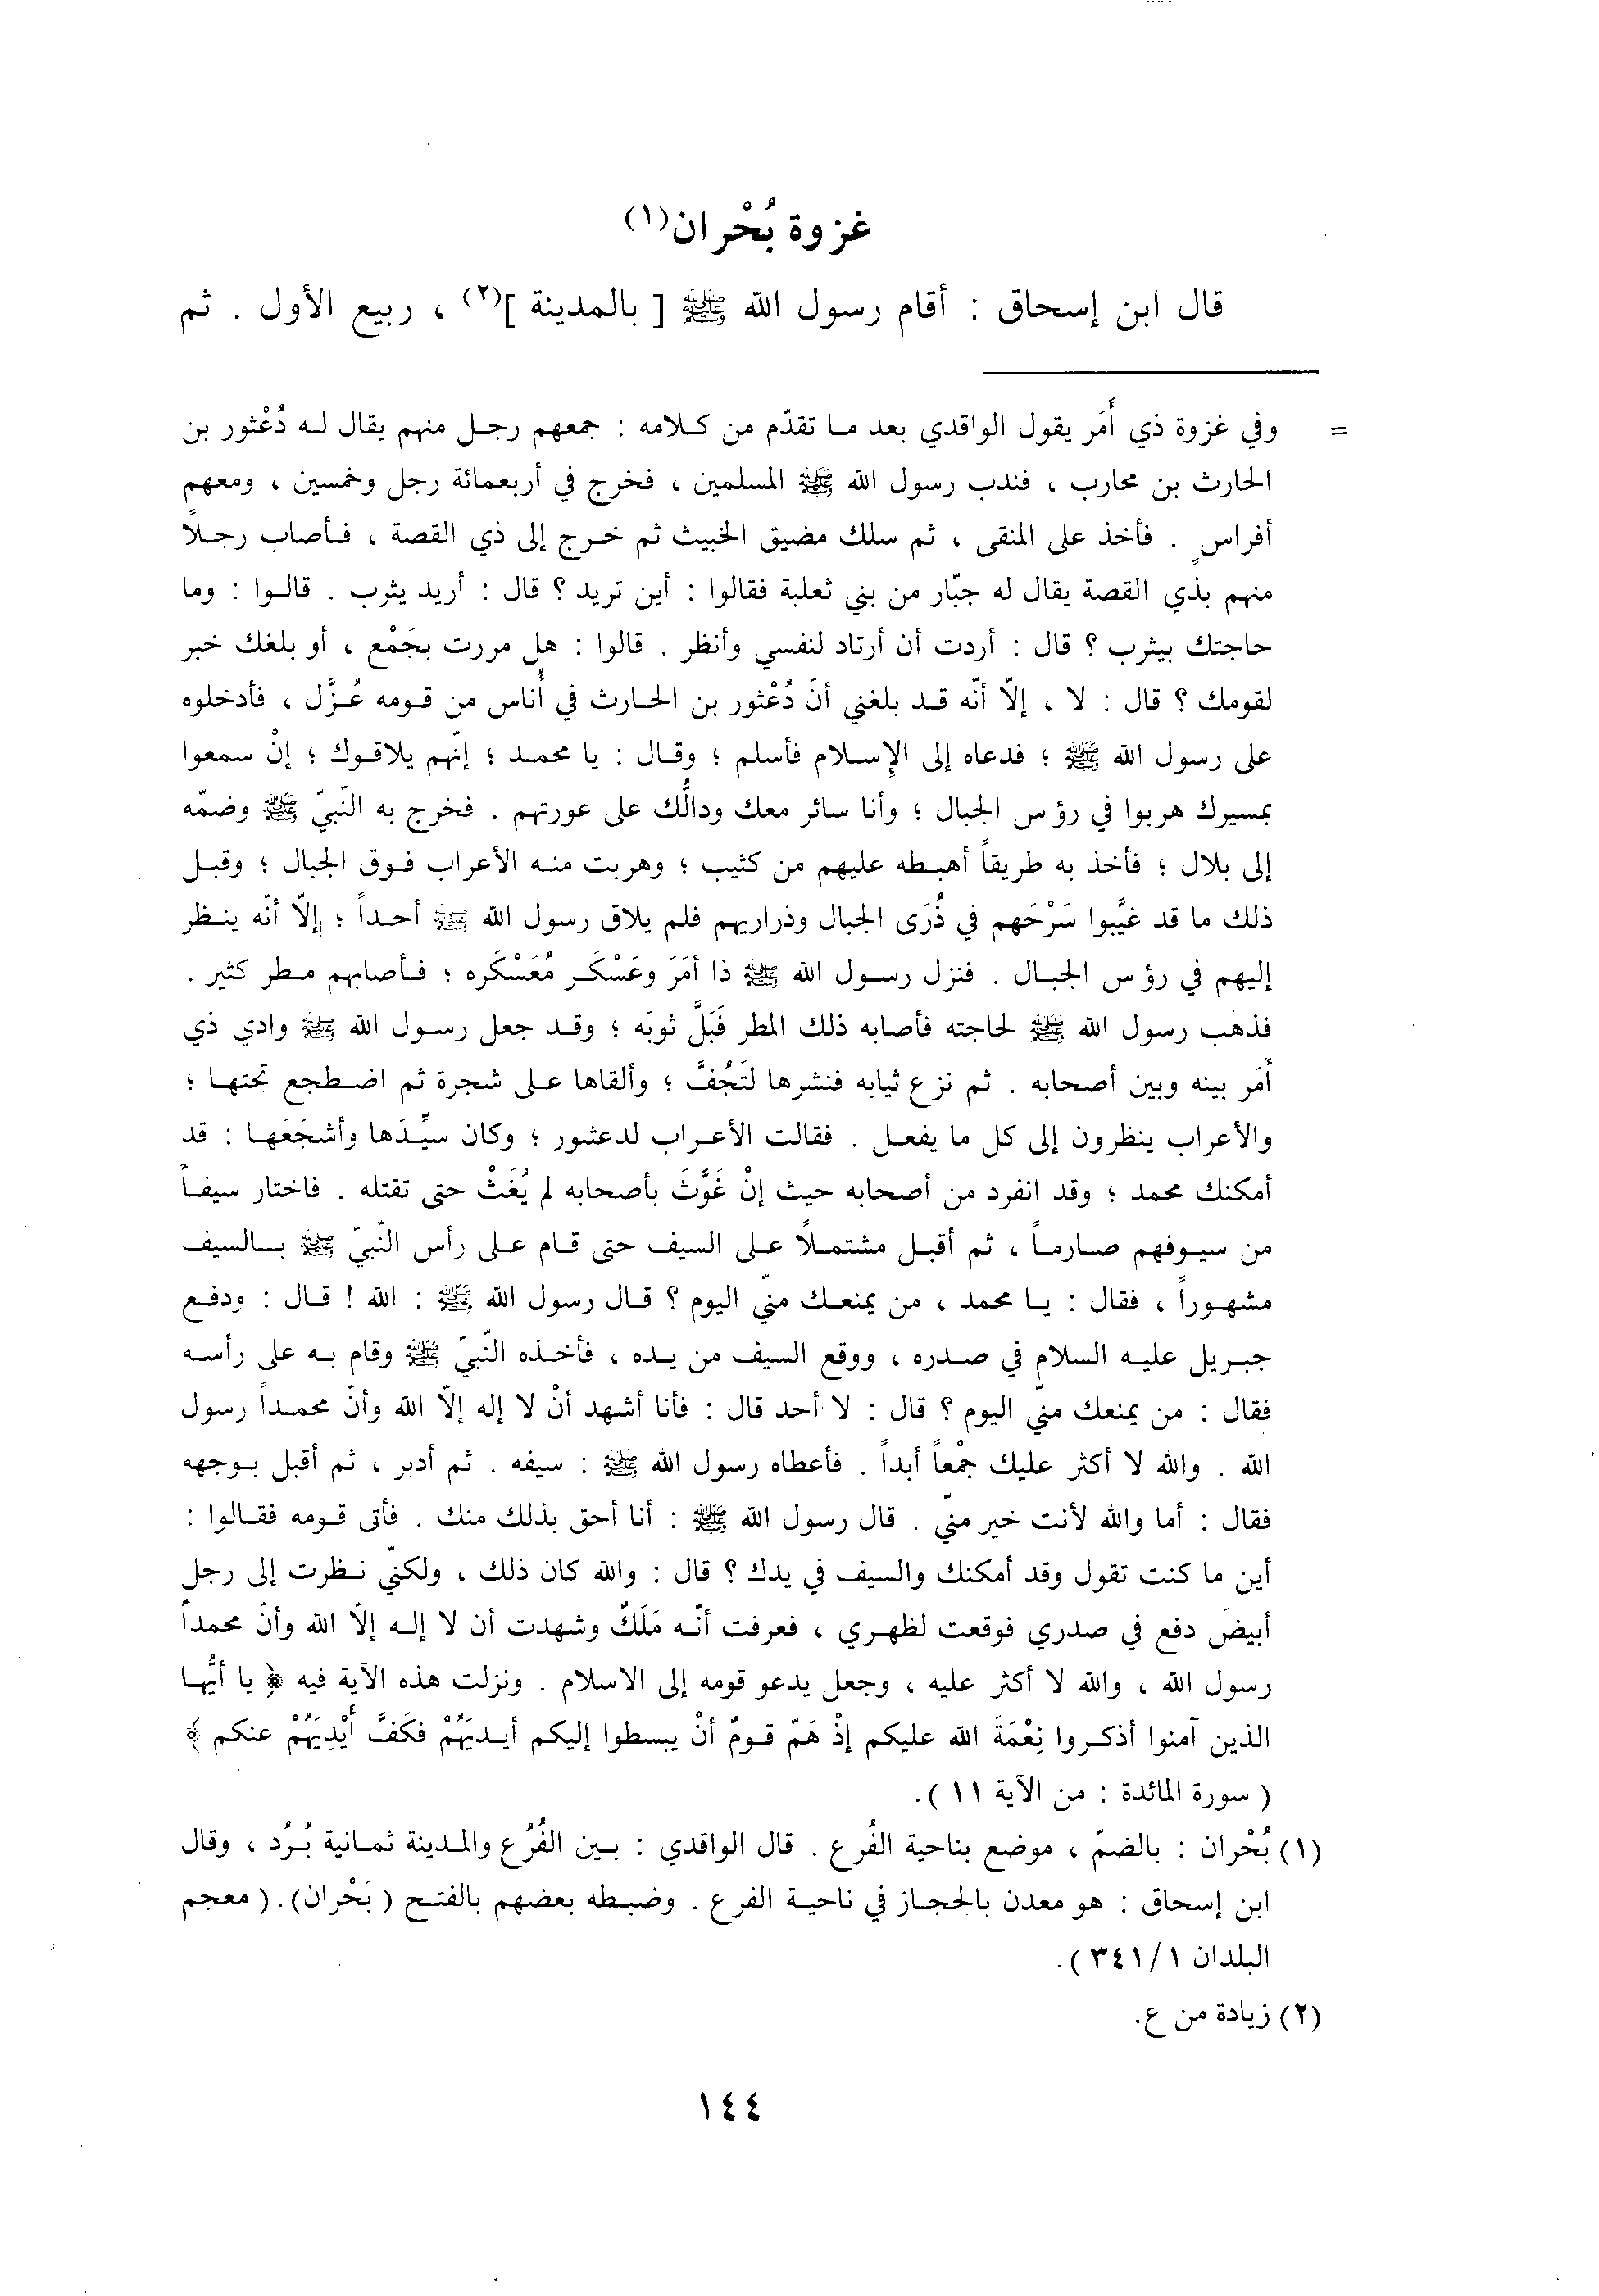 غزوة بُحْران(١)
قال ابن إسحاق : أقام رسول الله ﷺ [ بالمدينة ](٢) ، ربيع الأول . ثم
= وفي غزوة ذي أَمَر يقول الواقدي بعد ما تقدّم من كلامه : جمعهم رجل منهم يقال له دُعْثور بن
الحارث بن محارب ، فندب رسول الله ﷺ المسلمين ، فخرج في أربعمائة رجل وخمسين ، ومعهم
أفراس . فأخذ على المنقى ، ثم سلك مضيق الخبيث ثم خرج إلى ذي القصة ، فأصاب رجلاً
منهم بذي القصة يقال له جبّار من بني ثعلبة فقالوا : أين تريد ؟ قال : أريد يثرب . قالوا : وما
حاجتك بيثرب ؟ قال : أردت أن أرتاد لنفسي وأنظر . قالوا : هل مررت بجَمْع ، أو بلغك خبر
لقومك ؟ قال : لا ، إلاّ أنّه قد بلغني أنّ دُعْثور بن الحارث في أُناس من قومه عُزَّل ، فأدخلوه
على رسول الله ﷺ ؛ فدعاه إلى الإسلام فأسلم ؛ وقال : يا محمد ؛ إنّهم يلاقوك ؛ إنْ سمعوا
بمسيرك هربوا في رؤس الجبال ؛ وأنا سائر معك ودالُّك على عورتهم . فخرج به النّبيّ ﷺ وضمّه
إلى بلال ؛ فأخذ به طريقاً أهبطه عليهم من كثيب ؛ وهربت منه الأعراب فوق الجبال ؛ وقبل
ذلك ما قد غيَّبوا سَرْحَهم في ذُرَى الجبال وذراريهم فلم يلاق رسول الله ﷺ أحداً ؛ إلاّ أنّه ينظر
إليهم في رؤس الجبال . فنزل رسول الله ﷺ ذا أمَرَ وعَسْكَر مُعَسْكَره ؛ فأصابهم مطر كثير .
فذهب رسول الله ﷺ لحاجته فأصابه ذلك المطر فَبَلَّ ثوبَه ؛ وقد جعل رسول الله ﷺ وادي ذي
أَمَر بينه وبين أصحابه . ثم نزع ثيابه فنشرها لتَجُفَّ ؛ وألقاها على شجرة ثم اضطجع تحتها ؛
والأعراب ينظرون إلى كل ما يفعل . فقالت الأعراب لدعثور ؛ وكان سيِّدَها وأشجَعَها : قد
أمكنك محمد ؛ وقد انفرد من أصحابه حيث إنْ غَوَّثَ بأصحابه لم يُغَثْ حتى تقتله . فاختار سيفاً
من سيوفهم صارماً ، ثم أقبل مشتملاً على السيف حتى قام على رأس النّبيّ ﷺ بالسيف
مشهوراً ، فقال : يا محمد ، من يمنعك منّي اليوم ؟ قال رسول الله ﷺ : الله ! قال : ودفع
جبريل عليه السلام في صدره ، ووقع السيف من يده ، فأخذه النّبيّ ﷺ وقام به على رأسه
فقال : من يمنعك منّي اليوم ؟ قال : لا أحد قال : فأنا أشهد أنْ لا إله إلاّ الله وأنّ محمداً رسول
الله . والله لا أكثر عليك جمْعاً أبداً . فأعطاه رسول الله ﷺ : سيفه . ثم أدبر ، ثم أقبل بوجهه
فقال : أما والله لأنت خير منّي . قال رسول الله ﷺ : أنا أحق بذلك منك . فأتى قومه فقالوا :
أين ما كنت تقول وقد أمكنك والسيف في يدك ؟ قال : والله كان ذلك ، ولكنّي نظرت إلى رجلٍ
أبيضَ دفع في صدري فوقعت لظهري ، فعرفت أنّه مَلَكٌ وشهدت أن لا إله إلاّ الله وأنّ محمداً
رسول الله ، والله لا أكثر عليه ، وجعل يدعو قومه إلى الاسلام . ونزلت هذه الآية فيه ﴿ يا أيُّها
الذين آمنوا أذكروا نِعْمَةَ الله عليكم إذْ هَمّ قومٌ أنْ يبسطوا إليكم أيديَهُمْ فكَفَّ أَيْدِيَهُمْ عنكم ﴾
( سورة المائدة : من الآية ١١ ).
(١) بُحْران : بالضمّ ، موضع بناحية الفُرع . قال الواقدي : بين الفُرُع والمدينة ثمانية بُرُد ، وقال
ابن إسحاق : هو معدن بالحجاز في ناحية الفرع . وضبطه بعضهم بالفتح ( بَحْران ). ( معجم
البلدان ٣٤١/١ ).
(٢) زيادة من ع.
١٤٤